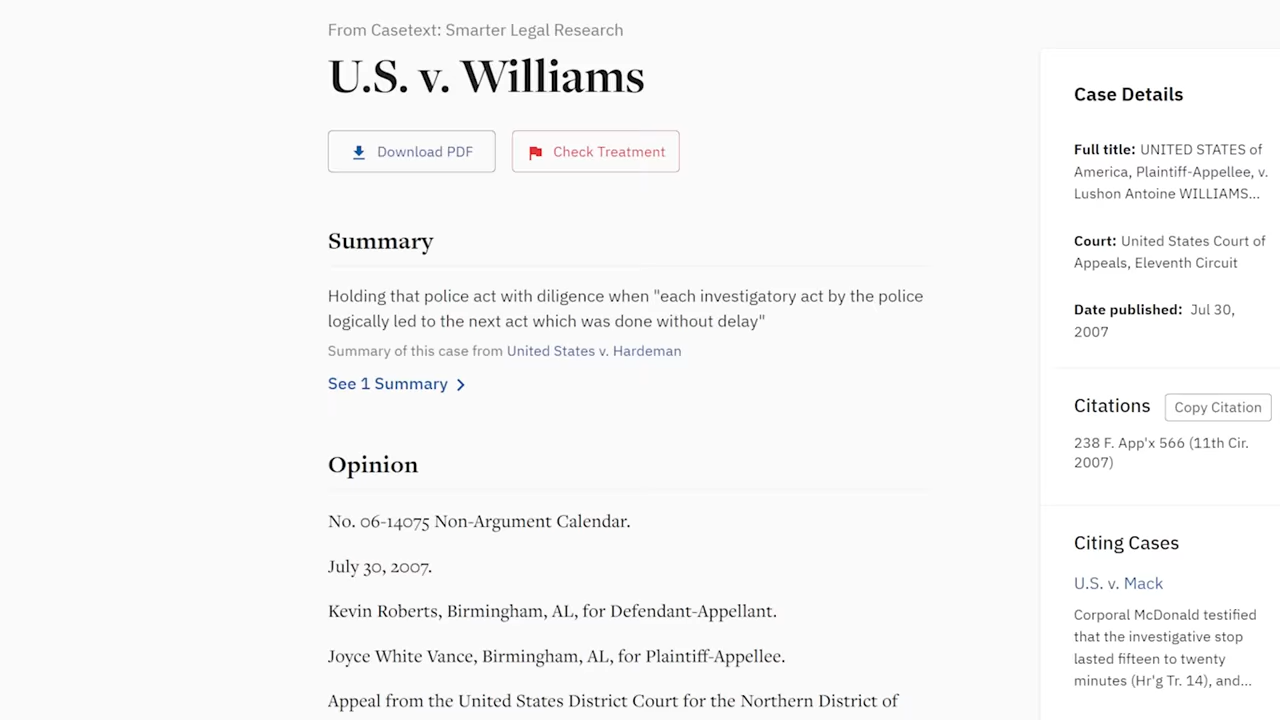 From Casetext: Smarter Legal Research
U.S. v. Williams
Download PDF
Check Treatment
Summary
Holding that police act with diligence when "each investigatory act by the police
logically led to the next act which was done without delay"
Summary of this case from United States v. Hardeman
See 1 Summary
Opinion
No. 06-14075 Non-Argument Calendar.
July 30, 2007.
Kevin Roberts, Birmingham, AL, for Defendant-Appellant.
Joyce White Vance, Birmingham, AL, for Plaintiff-Appellee.
Appeal from the United States District Court for the Northern District of
Case Details
Full title: UNITED STATES of
America, Plaintiff-Appellee, v.
Lushon Antoine WILLIAMS...
Court: United States Court of
Appeals, Eleventh Circuit
Date published: Jul 30,
2007
Citations
Copy Citation
238 F. App'x 566 (11th Cir.
2007)
Citing Cases
U.S. v. Mack
Corporal McDonald testified
that the investigative stop
lasted fifteen to twenty
minutes (Hr'g Tr. 14), and...